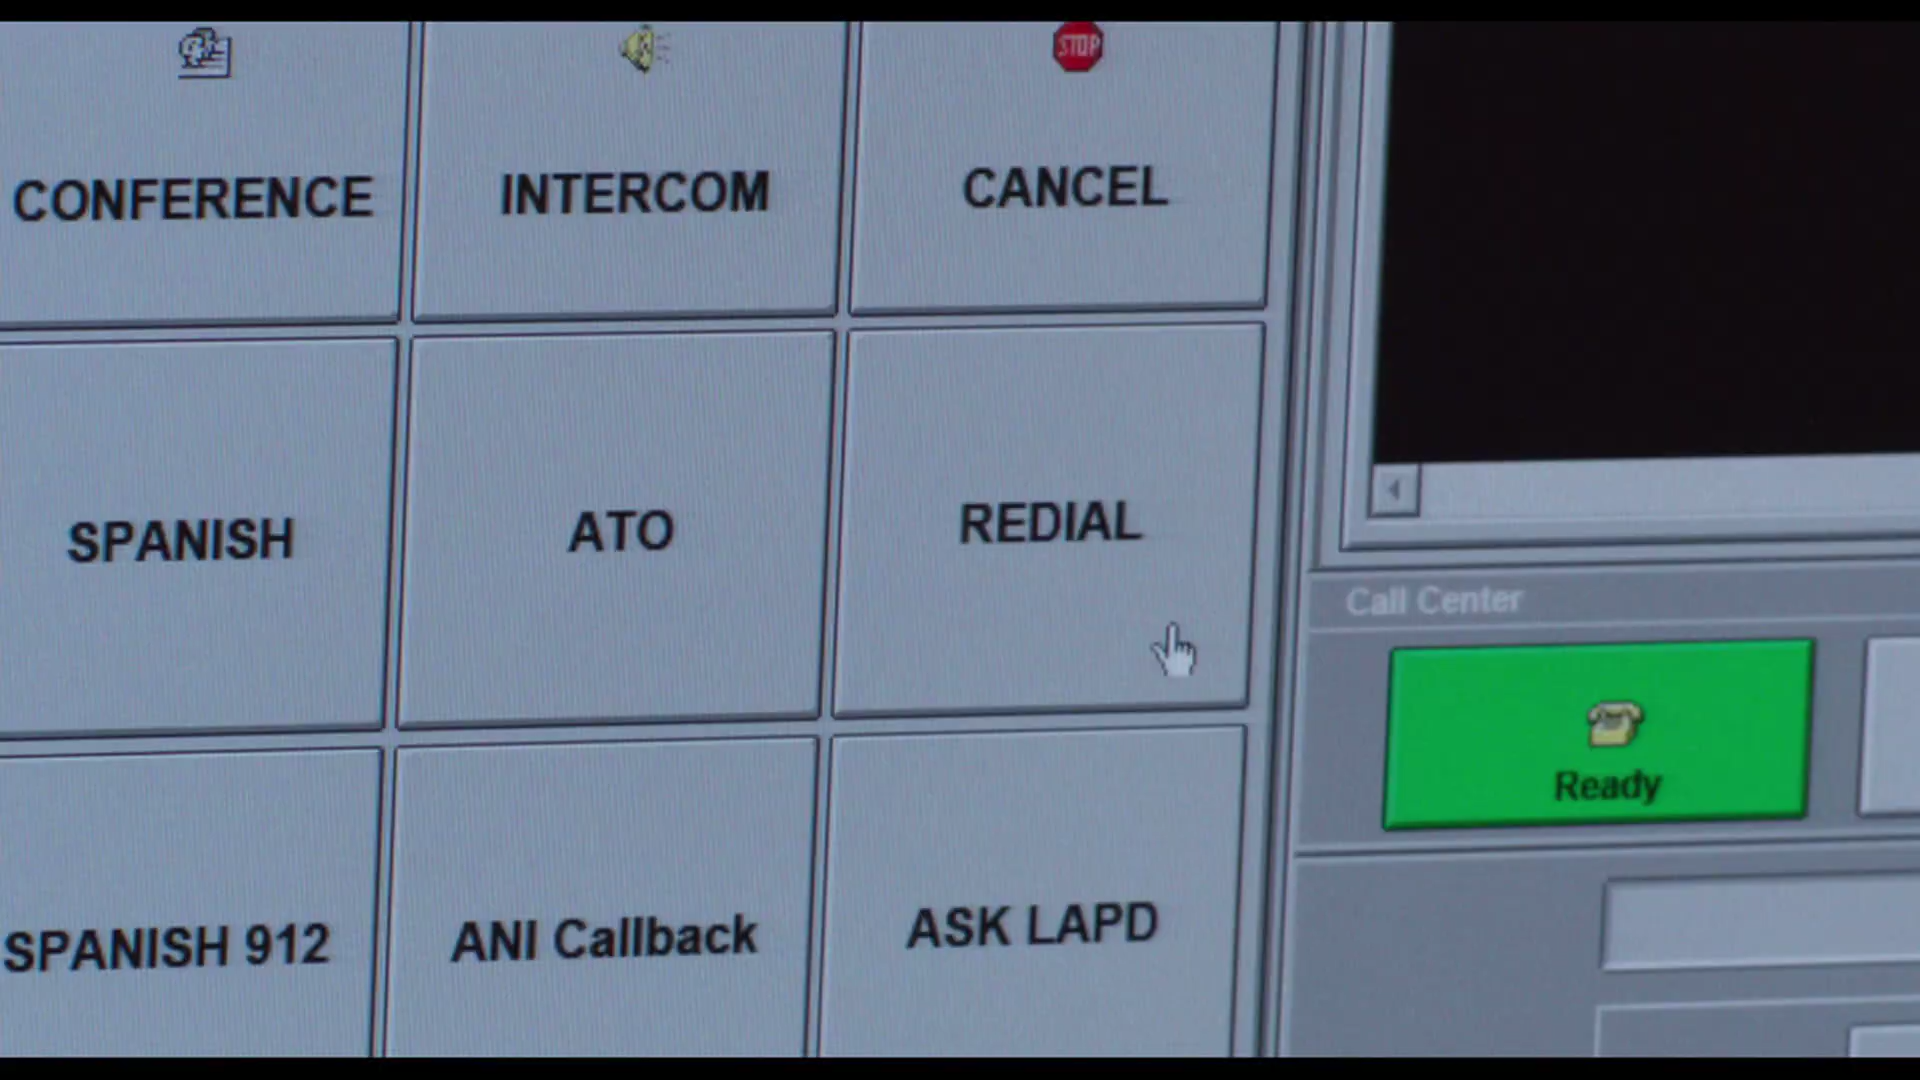 STOP
CONFERENCE INTERCOM CANCEL
SPANISH ATO REDIAL
Call Center
Ready
SPANISH 912 ANI Callback ASK LAPD